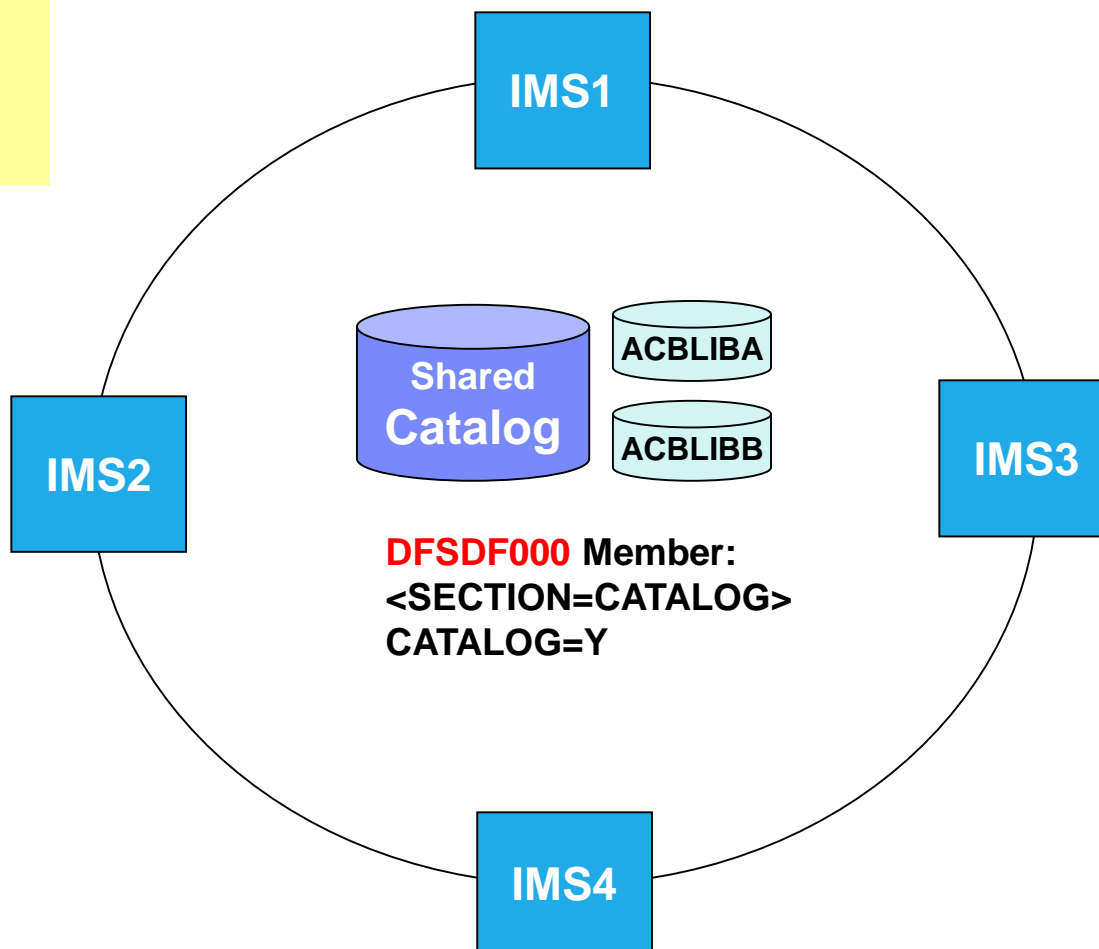 IMS1
Shared
Catalog
ACBLIBA
ACBLIBB
IMS2
IMS3
DFSDF000 Member:
<SECTION=CATALOG>
CATALOG=Y
IMS4